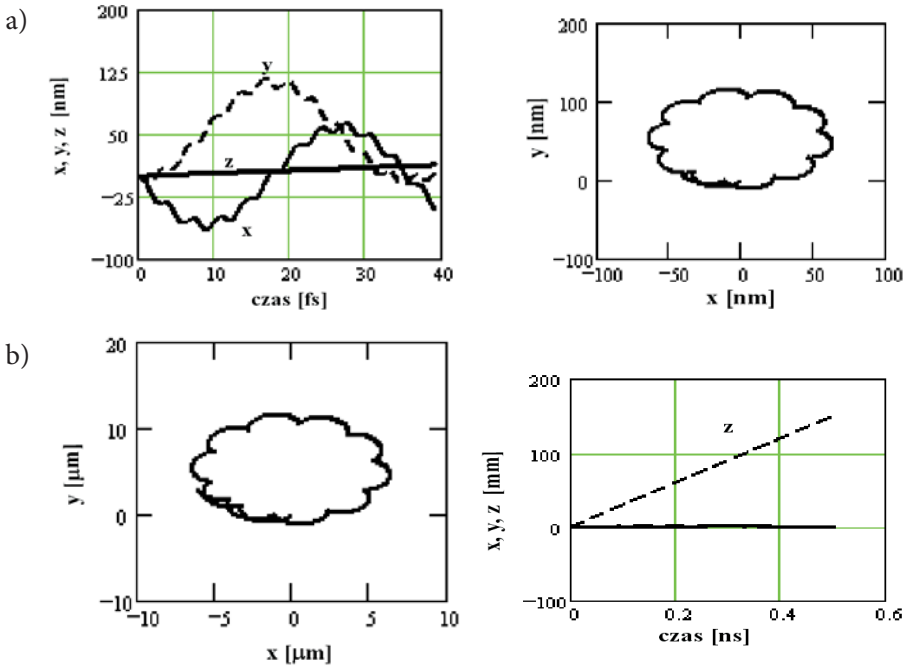 a)
x, y, z [nm]
200
125
50
−25
−100
y
z
x
0 10 20 30 40
czas [fs]
y [nm]
200
100
0
−100
−100 −50 0 50 100
x [nm]
b)
y [μm]
20
10
0
−10
−10 −5 0 5 10
x [μm]
x, y, z [mm]
200
100
0
−100
z
0 0.2 0.4 0.6
czas [ns]